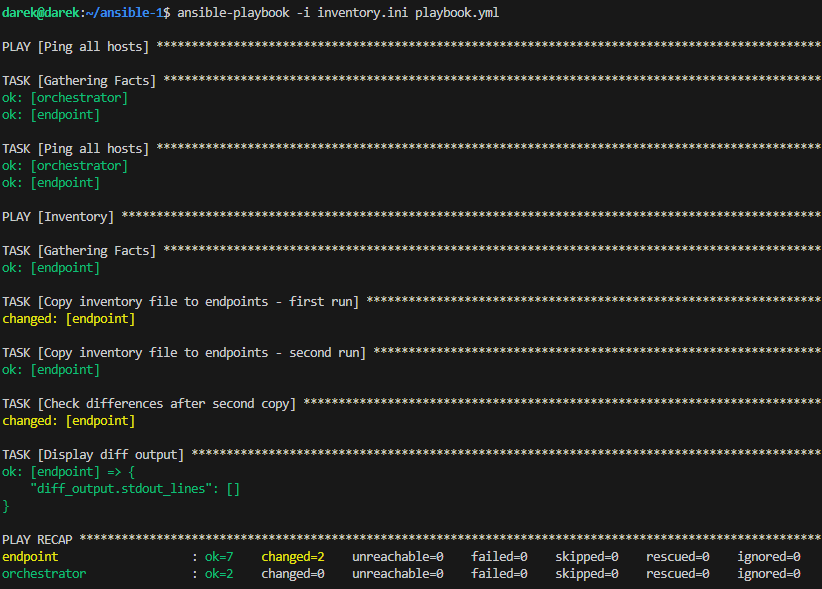 darek@darek:~/ansible-1$ ansible-playbook -i inventory.ini playbook.yml
PLAY [Ping all hosts] ***********************************************************************************************
TASK [Gathering Facts] **********************************************************************************************
ok: [orchestrator]
ok: [endpoint]
TASK [Ping all hosts] ***********************************************************************************************
ok: [orchestrator]
ok: [endpoint]
PLAY [Inventory] ****************************************************************************************************
TASK [Gathering Facts] **********************************************************************************************
ok: [endpoint]
TASK [Copy inventory file to endpoints - first run] *****************************************************************
changed: [endpoint]
TASK [Copy inventory file to endpoints - second run] ****************************************************************
ok: [endpoint]
TASK [Check differences after second copy] **************************************************************************
changed: [endpoint]
TASK [Display diff output] ******************************************************************************************
ok: [endpoint] => {
    "diff_output.stdout_lines": []
}
PLAY RECAP **********************************************************************************************************
endpoint                   : ok=7    changed=2    unreachable=0    failed=0    skipped=0    rescued=0    ignored=0
orchestrator               : ok=2    changed=0    unreachable=0    failed=0    skipped=0    rescued=0    ignored=0